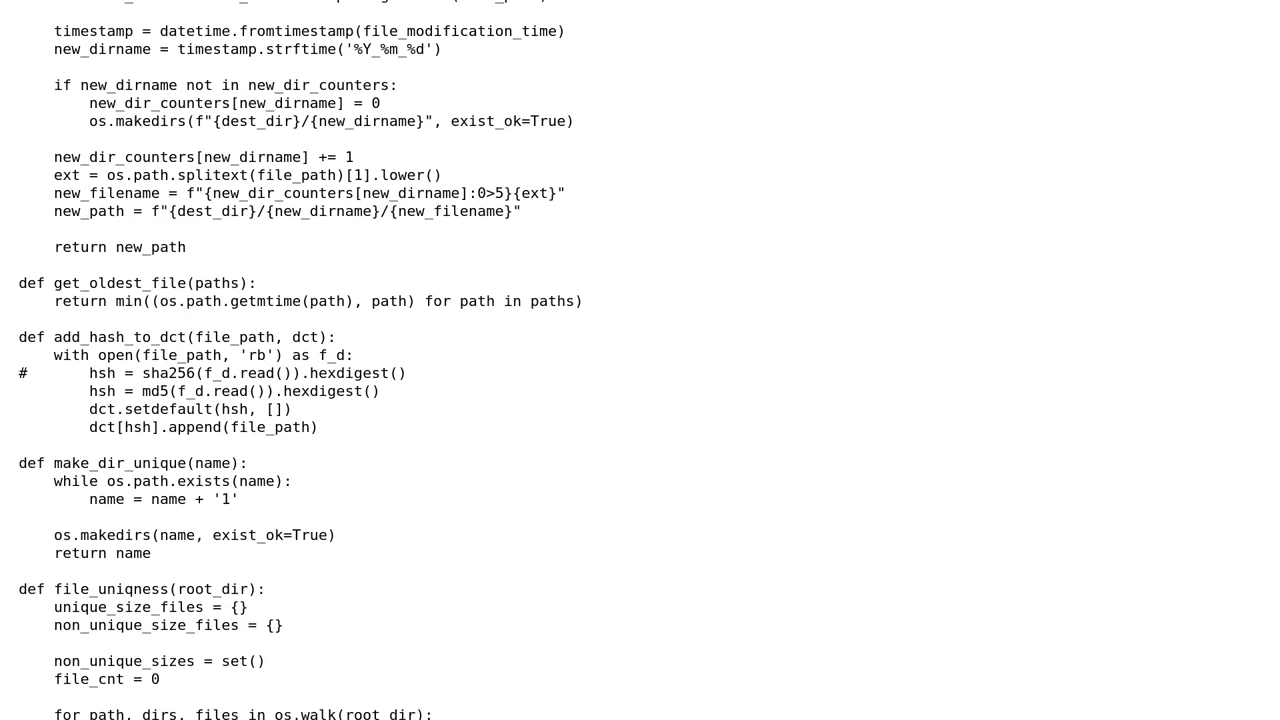 timestamp = datetime.fromtimestamp(file_modification_time)
    new_dirname = timestamp.strftime('%Y_%m_%d')

    if new_dirname not in new_dir_counters:
        new_dir_counters[new_dirname] = 0
        os.makedirs(f"{dest_dir}/{new_dirname}", exist_ok=True)

    new_dir_counters[new_dirname] += 1
    ext = os.path.splitext(file_path)[1].lower()
    new_filename = f"{new_dir_counters[new_dirname]:0>5}{ext}"
    new_path = f"{dest_dir}/{new_dirname}/{new_filename}"

    return new_path

def get_oldest_file(paths):
    return min((os.path.getmtime(path), path) for path in paths)

def add_hash_to_dct(file_path, dct):
    with open(file_path, 'rb') as f_d:
#       hsh = sha256(f_d.read()).hexdigest()
        hsh = md5(f_d.read()).hexdigest()
        dct.setdefault(hsh, [])
        dct[hsh].append(file_path)

def make_dir_unique(name):
    while os.path.exists(name):
        name = name + '1'

    os.makedirs(name, exist_ok=True)
    return name

def file_uniqness(root_dir):
    unique_size_files = {}
    non_unique_size_files = {}

    non_unique_sizes = set()
    file_cnt = 0

    for path, dirs, files in os.walk(root_dir):